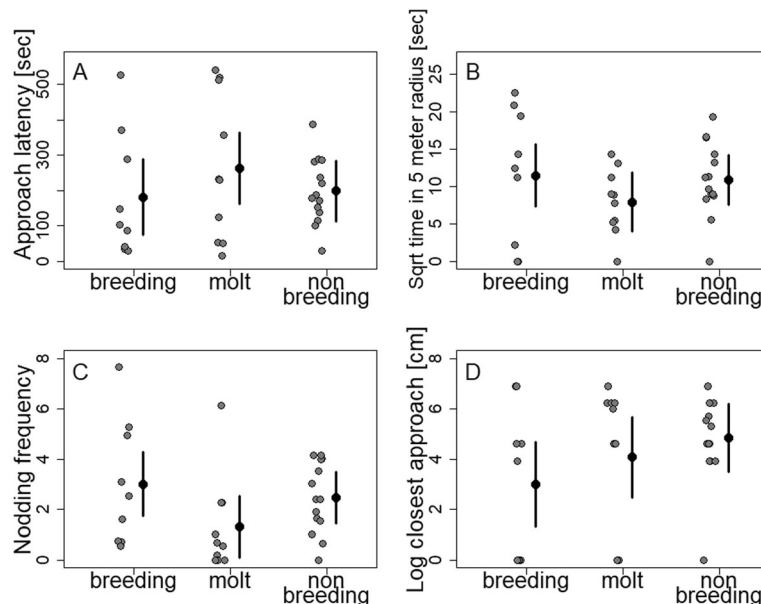 A
Approach latency [sec]
0
100
300
500
breeding
molt
non
breeding
B
Sqrt time in 5 meter radius [sec]
0
5
10
15
20
25
breeding
molt
non
breeding
C
Nodding frequency
0
2
4
6
8
breeding
molt
non
breeding
D
Log closest approach [cm]
0
2
4
6
8
breeding
molt
non
breeding